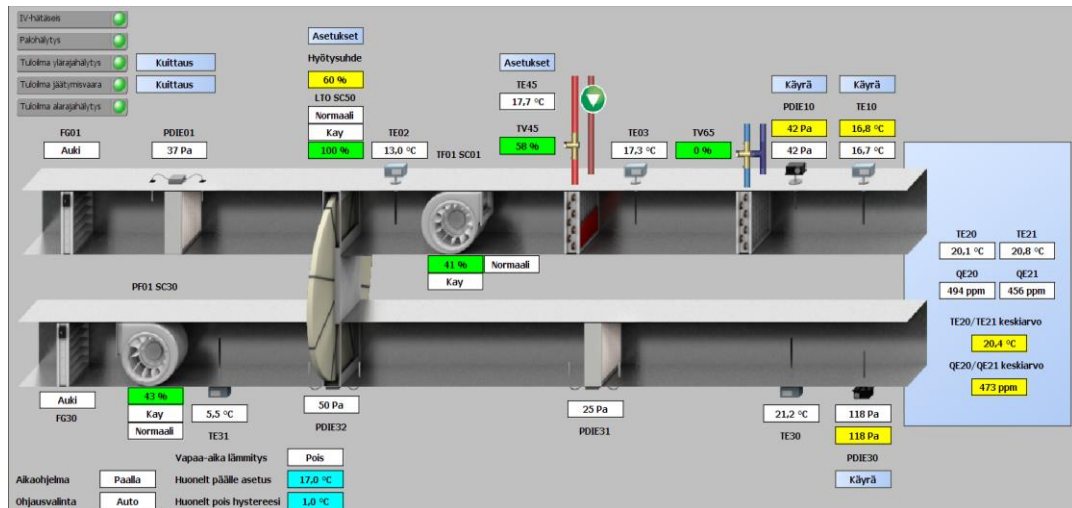 IV-hätäseis
Palohälytys
Tuloilma ylärajahälytys
Kuittaus
Tuloilma jäätymisvaara
Kuittaus
Tuloilma alarajahälytys
Asetukset
Hyötysuhde
60 %
LTO SC50
Normaali
Kay
100 %
Asetukset
TE45
17,7 °C
TV45
58 %
Käyrä
Käyrä
PDIE10
TE10
42 Pa
16,8 °C
42 Pa
16,7 °C
FG01
PDIE01
TE02
TF01 SC01
TE03
TV65
Auki
37 Pa
13,0 °C
17,3 °C
0 %
41 %
Normaali
Kay
TE20
TE21
20,1 °C
20,8 °C
QE20
QE21
494 ppm
456 ppm
TE20/TE21 keskiarvo
20,4 °C
QE20/QE21 keskiarvo
473 ppm
PF01 SC30
Auki
FG30
43 %
Kay
Normaali
5,5 °C
TE31
50 Pa
PDIE32
25 Pa
PDIE31
21,2 °C
TE30
118 Pa
118 Pa
PDIE30
Käyrä
Vapaa-aika lämmitys
Pois
Aikaohjelma
Paalla
Huonelt päälle asetus
17,0 °C
Ohjausvalinta
Auto
Huonelt pois hystereesi
1,0 °C